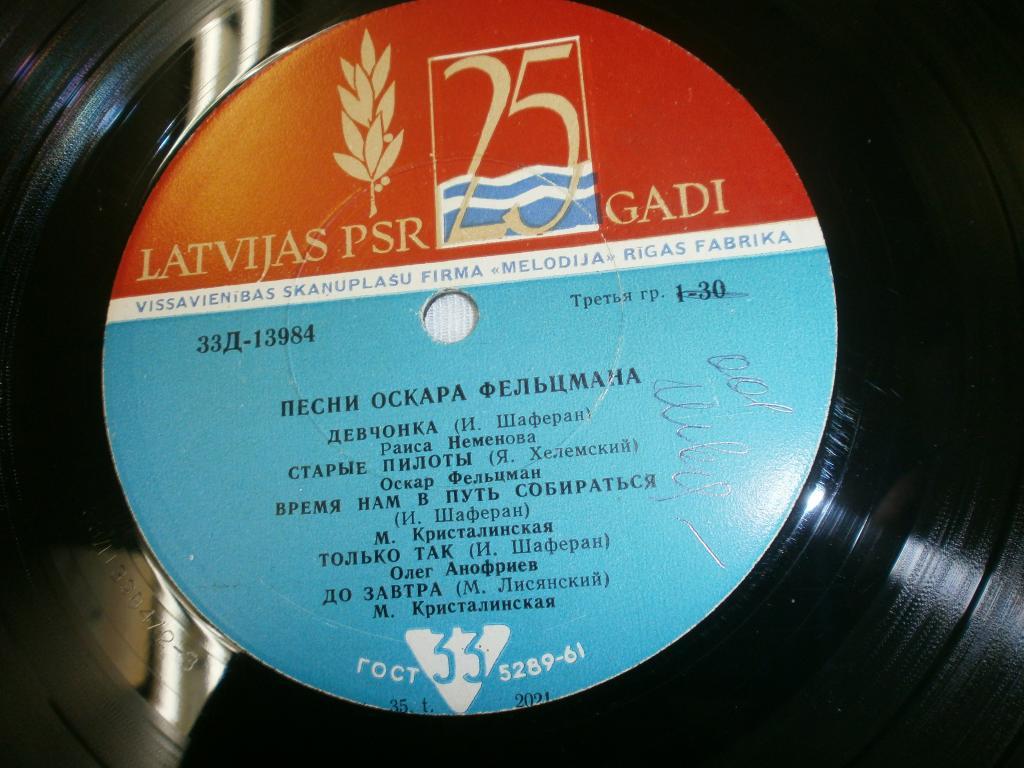 LATVIJAS PSR 25 GADI
VISSAVIENĪBAS SKAŅUPLAŠU FIRMA «MELODIJA» RĪGAS FABRIKA
Третья гр. 1-30
33Д-13984
ПЕСНИ ОСКАРА ФЕЛЬЦМАНА
ДЕВЧОНКА (И. Шаферан)
Раиса Неменова
СТАРЫЕ ПИЛОТЫ (Я. Хелемский)
Оскар Фельцман
ВРЕМЯ НАМ В ПУТЬ СОБИРАТЬСЯ
(И. Шаферан)
М. Кристалинская
ТОЛЬКО ТАК (И. Шаферан)
Олег Анофриев
ДО ЗАВТРА (М. Лисянский)
М. Кристалинская
ГОСТ 33 5289-61
35. t. 2021